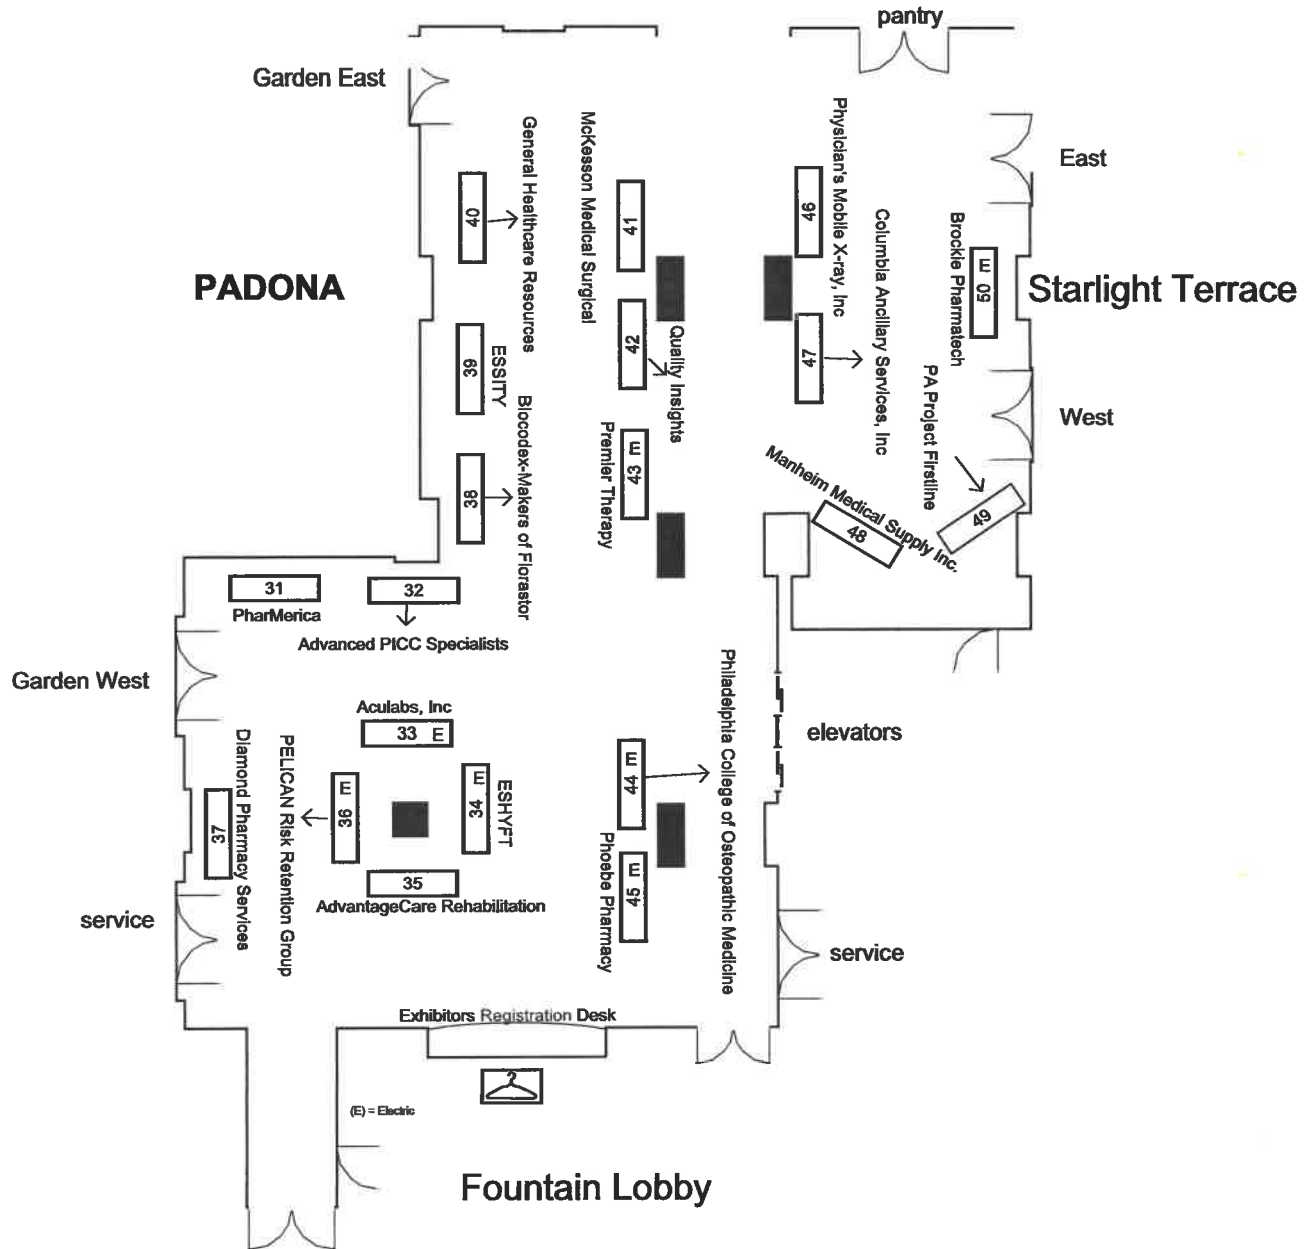 pantry
Garden East
East
General Healthcare Resources
McKesson Medical Surgical
Physician's Mobile X-ray, Inc
Columbia Ancillary Services, Inc
Brockie Pharmatech
40
41
46
E 50
PADONA
Starlight Terrace
39
ESSITY
42
Quality Insights
47
PA Project Firstline
West
38
Biocodex-Makers of Florastor
43 E
Premier Therapy
Manheim Medical Supply Inc.
48
49
31
PharMerica
32
Advanced PICC Specialists
Garden West
Philadelphia College of Osteopathic Medicine
Aculabs, Inc
33 E
elevators
Diamond Pharmacy Services
37
PELICAN Risk Retention Group
36 E
34 E
ESHYFT
44 E
35
AdvantageCare Rehabilitation
45 E
Phoebe Pharmacy
service
service
Exhibitors Registration Desk
(E) = Electric
Fountain Lobby